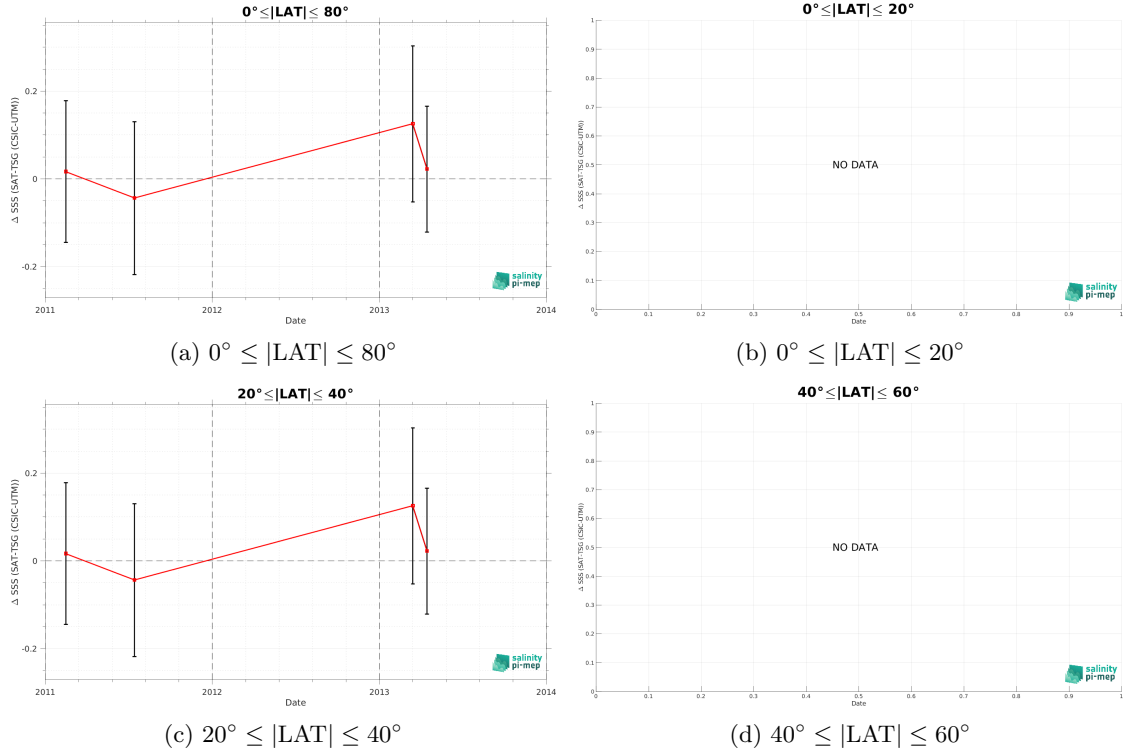 0°≤|LAT|≤ 80°
Δ SSS (SAT-TSG (CSIC-UTM))
0.2
0
-0.2
2011 2012 2013 2014
Date
salinity
pi-mep
(a) 0° ≤ |LAT| ≤ 80°
0°≤|LAT|≤ 20°
Δ SSS (SAT-TSG (CSIC-UTM))
1
0.9
0.8
0.7
0.6
0.5
0.4
0.3
0.2
0.1
0
NO DATA
0 0.1 0.2 0.3 0.4 0.5 0.6 0.7 0.8 0.9 1
Date
salinity
pi-mep
(b) 0° ≤ |LAT| ≤ 20°
20°≤|LAT|≤ 40°
Δ SSS (SAT-TSG (CSIC-UTM))
0.2
0
-0.2
2011 2012 2013 2014
Date
salinity
pi-mep
(c) 20° ≤ |LAT| ≤ 40°
40°≤|LAT|≤ 60°
Δ SSS (SAT-TSG (CSIC-UTM))
1
0.9
0.8
0.7
0.6
0.5
0.4
0.3
0.2
0.1
0
NO DATA
0 0.1 0.2 0.3 0.4 0.5 0.6 0.7 0.8 0.9 1
Date
salinity
pi-mep
(d) 40° ≤ |LAT| ≤ 60°